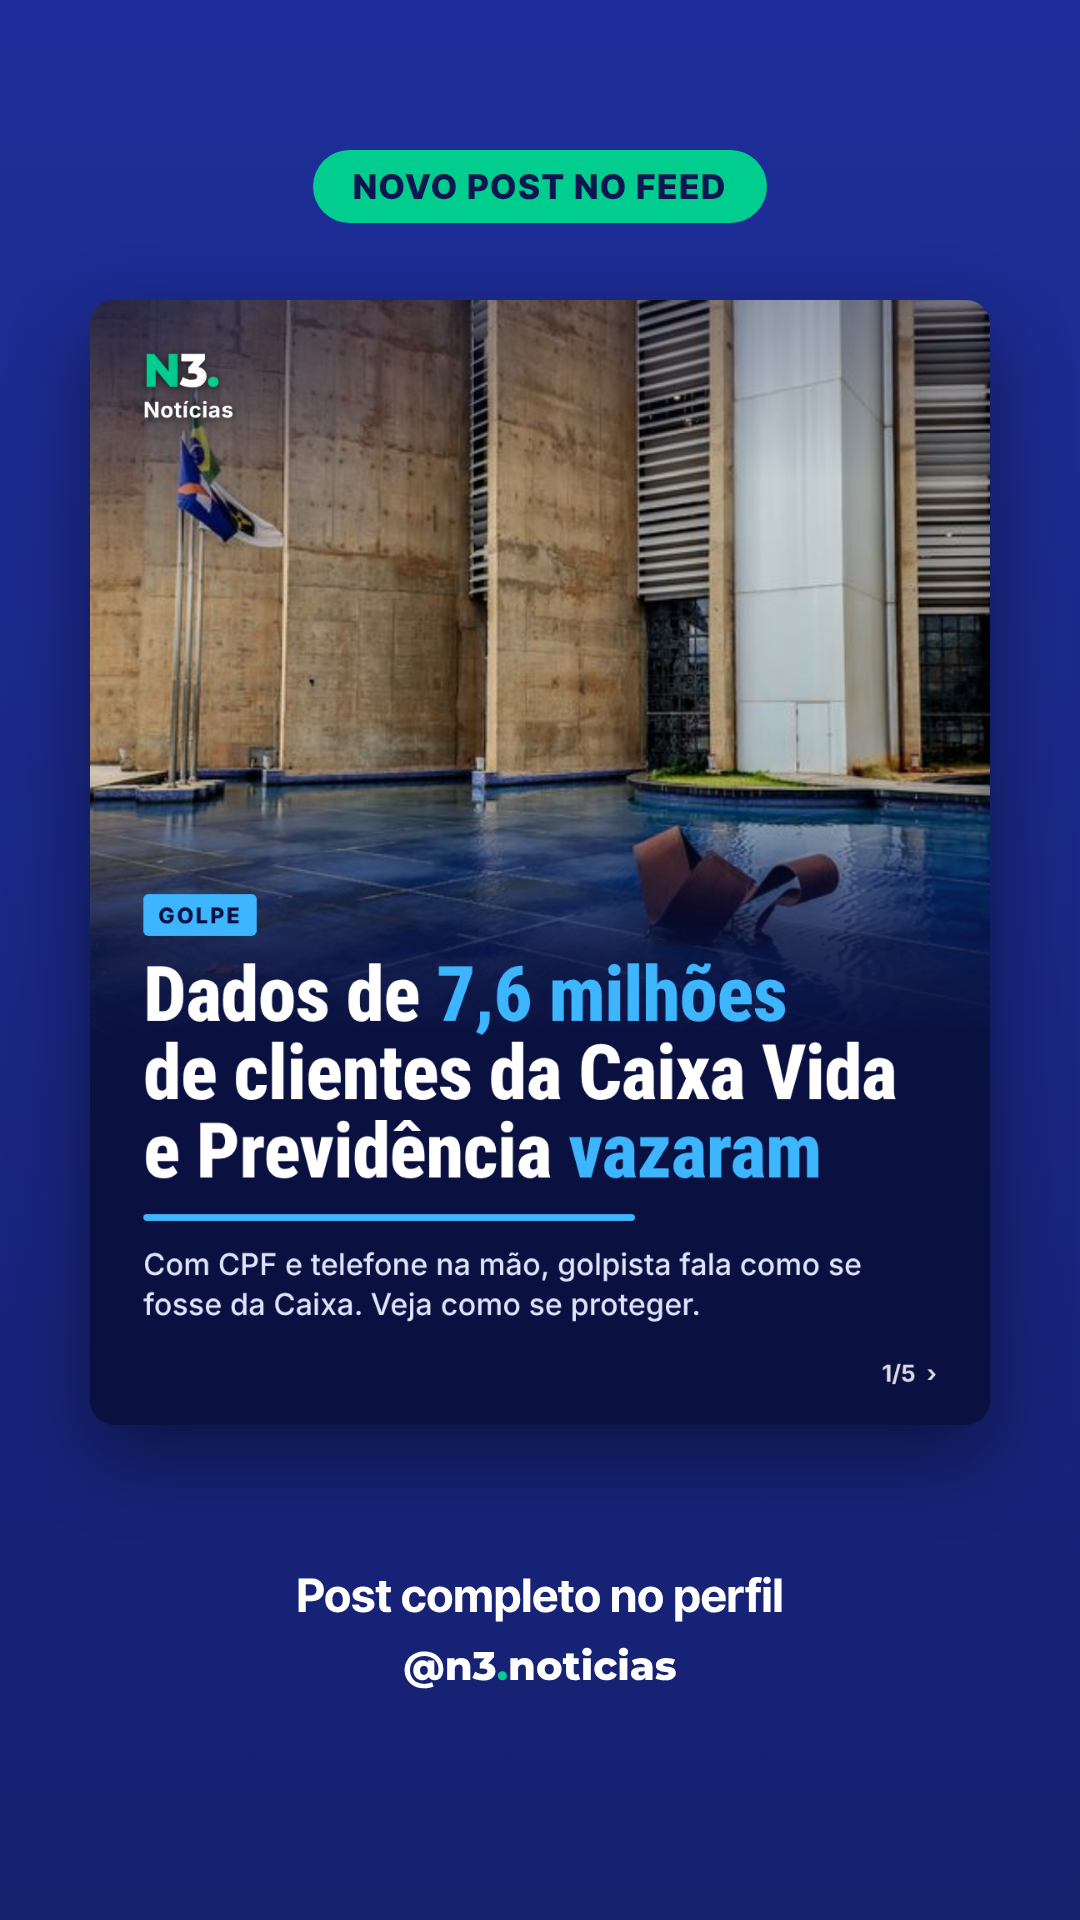 NOVO POST NO FEED
N3.
Notícias
GOLPE
Dados de 7,6 milhões
de clientes da Caixa Vida
e Previdência vazaram
Com CPF e telefone na mão, golpista fala como se
fosse da Caixa. Veja como se proteger.
1/5 ›
Post completo no perfil
@n3.noticias